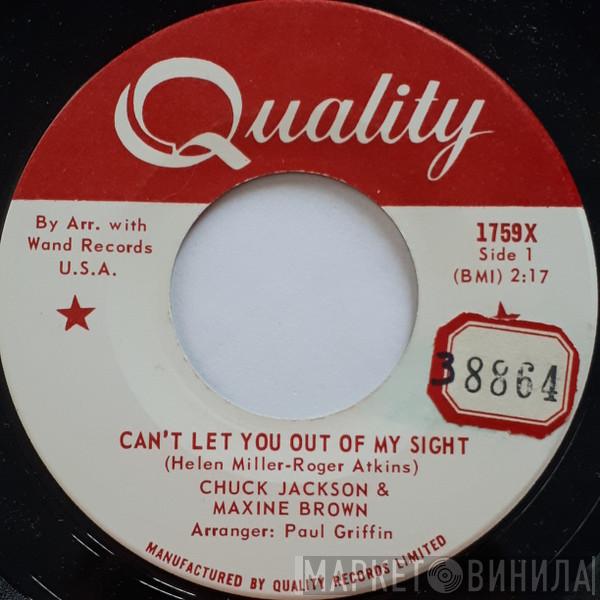 Quality
By Arr. with
Wand Records
U.S.A.
1759X
Side 1
(BMI) 2:17
38864
CAN'T LET YOU OUT OF MY SIGHT
(Helen Miller-Roger Atkins)
CHUCK JACKSON &
MAXINE BROWN
Arranger: Paul Griffin
MANUFACTURED BY QUALITY RECORDS LIMITED
МАРКЕТ ВИНИЛА